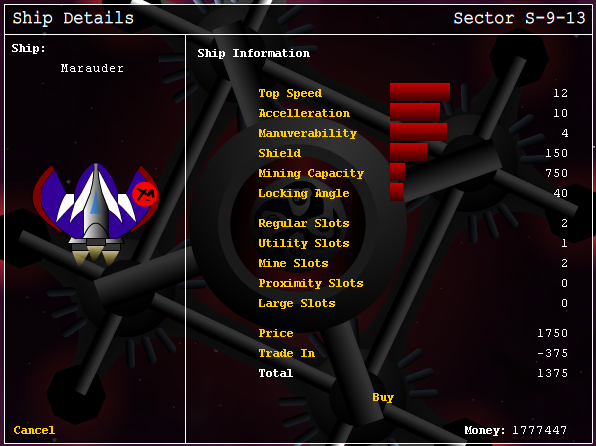 Ship Details Sector S-9-13
Ship:
Marauder
Ship Information
Top Speed 12
Accelleration 10
Manuverability 4
Shield 150
Mining Capacity 750
Locking Angle 40
Regular Slots 2
Utility Slots 1
Mine Slots 2
Proximity Slots 0
Large Slots 0
Price 1750
Trade In -375
Total 1375
Buy
Cancel Money: 1777447